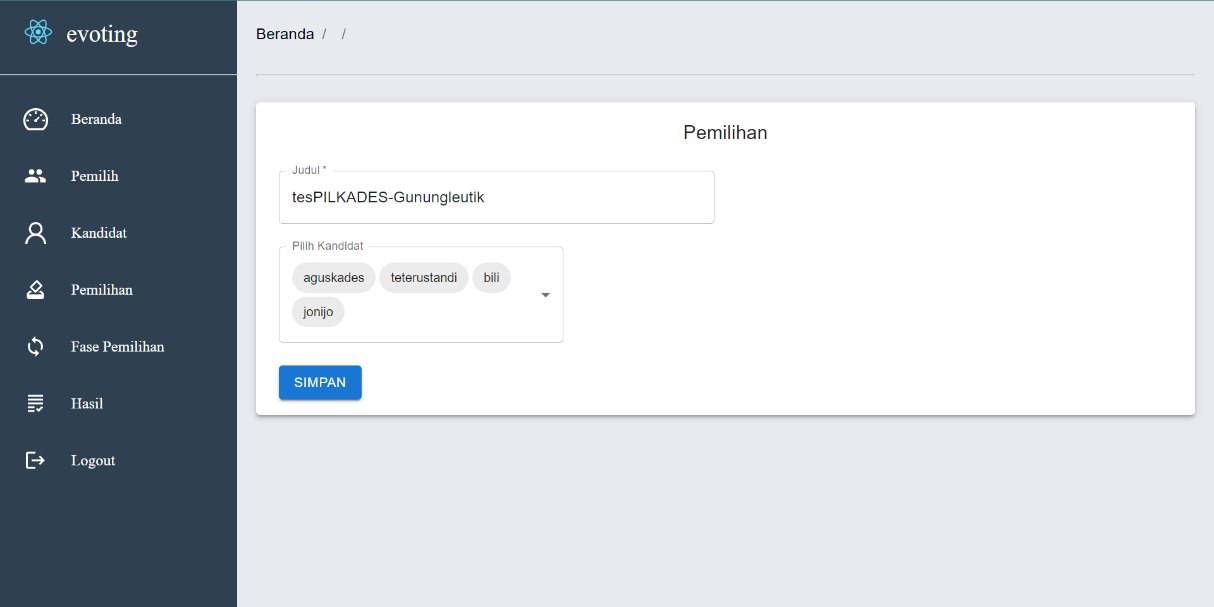 evoting
Beranda
Pemilih
Kandidat
Pemilihan
Fase Pemilihan
Hasil
Logout
Beranda / /
Pemilihan
Judul *
tesPILKADES-Gunungleutik
Pilih Kandidat
aguskades teterustandi bili
jonijo
SIMPAN